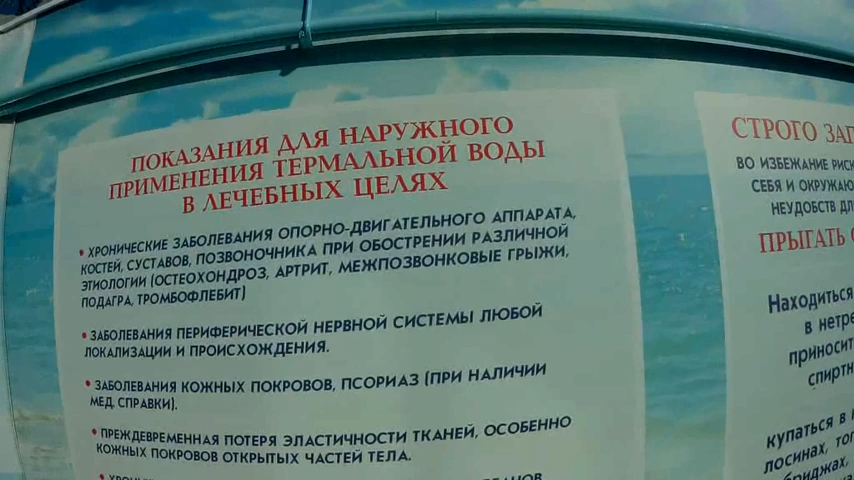 ПОКАЗАНИЯ ДЛЯ НАРУЖНОГО
ПРИМЕНЕНИЯ ТЕРМАЛЬНОЙ ВОДЫ
В ЛЕЧЕБНЫХ ЦЕЛЯХ
• ХРОНИЧЕСКИЕ ЗАБОЛЕВАНИЯ ОПОРНО-ДВИГАТЕЛЬНОГО АППАРАТА,
КОСТЕЙ, СУСТАВОВ, ПОЗВОНОЧНИКА ПРИ ОБОСТРЕНИИ РАЗЛИЧНОЙ
ЭТИОЛОГИИ (ОСТЕОХОНДРОЗ, АРТРИТ, МЕЖПОЗВОНКОВЫЕ ГРЫЖИ,
ПОДАГРА, ТРОМБОФЛЕБИТ)
• ЗАБОЛЕВАНИЯ ПЕРИФЕРИЧЕСКОЙ НЕРВНОЙ СИСТЕМЫ ЛЮБОЙ
ЛОКАЛИЗАЦИИ И ПРОИСХОЖДЕНИЯ.
• ЗАБОЛЕВАНИЯ КОЖНЫХ ПОКРОВОВ, ПСОРИАЗ (ПРИ НАЛИЧИИ
МЕД. СПРАВКИ).
• ПРЕЖДЕВРЕМЕННАЯ ПОТЕРЯ ЭЛАСТИЧНОСТИ ТКАНЕЙ, ОСОБЕННО
КОЖНЫХ ПОКРОВОВ ОТКРЫТЫХ ЧАСТЕЙ ТЕЛА.
СТРОГО ЗАП
ВО ИЗБЕЖАНИЕ РИСК
СЕБЯ И ОКРУЖАЮ
НЕУДОБСТВ ДЛ
ПРЫГАТЬ С
Находиться
в нетре
приносит
спиртн
купаться в
лосинах, то
бриджах,